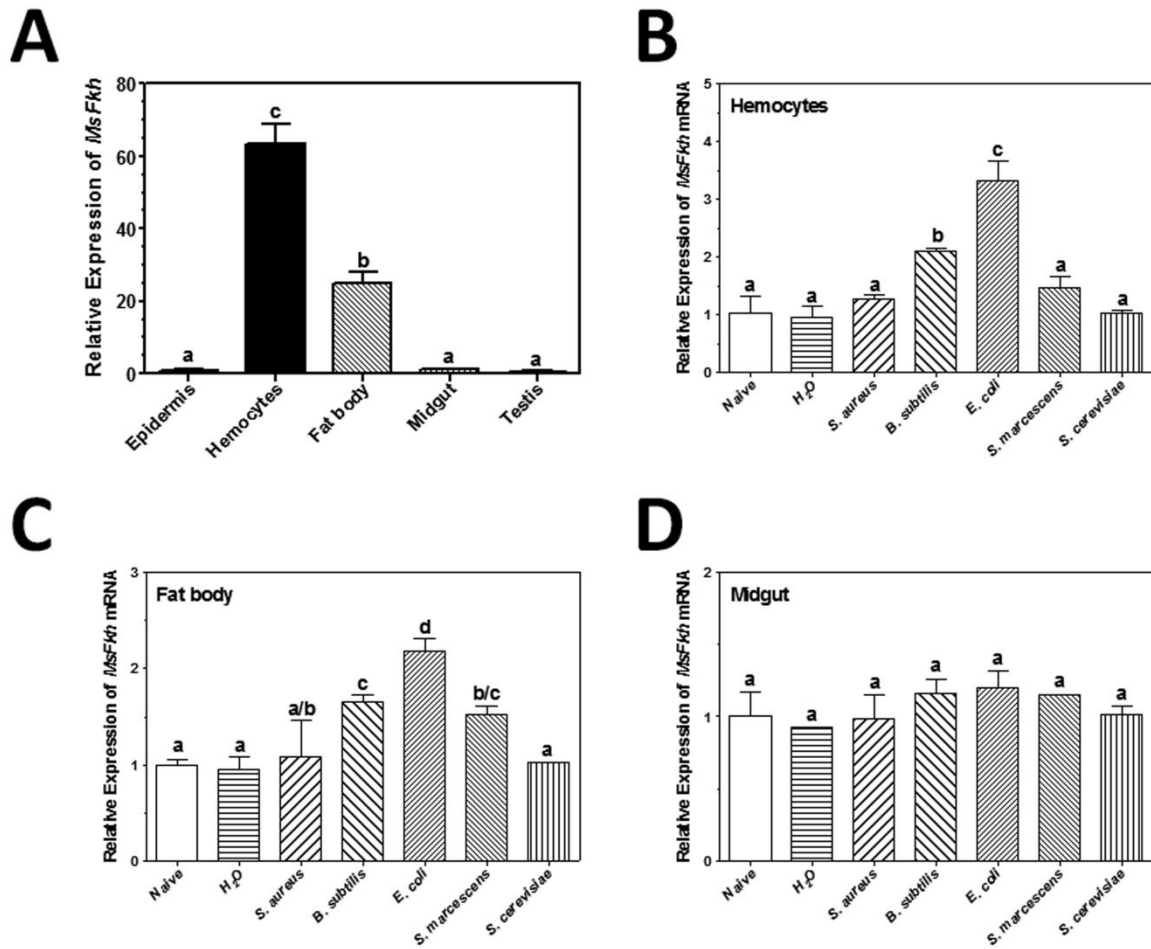 A
Relative Expression of MsFkh
80
60
40
20
0
a
c
b
a
a
Epidermis
Hemocytes
Fat body
Midgut
Testis
B
Relative Expression of MsFkh mRNA
5
4
3
2
1
0
Hemocytes
a
a
a
b
c
a
a
Naive
H2O
S. aureus
B. subtilis
E. coli
S. marcescens
S. cerevisiae
C
Relative Expression of MsFkh mRNA
3
2
1
0
Fat body
a
a
a/b
c
d
b/c
a
Naive
H2O
S. aureus
B. subtilis
E. coli
S. marcescens
S. cerevisiae
D
Relative Expression of MsFkh mRNA
2
1
0
Midgut
a
a
a
a
a
a
a
Naive
H2O
S. aureus
B. subtilis
E. coli
S. marcescens
S. cerevisiae